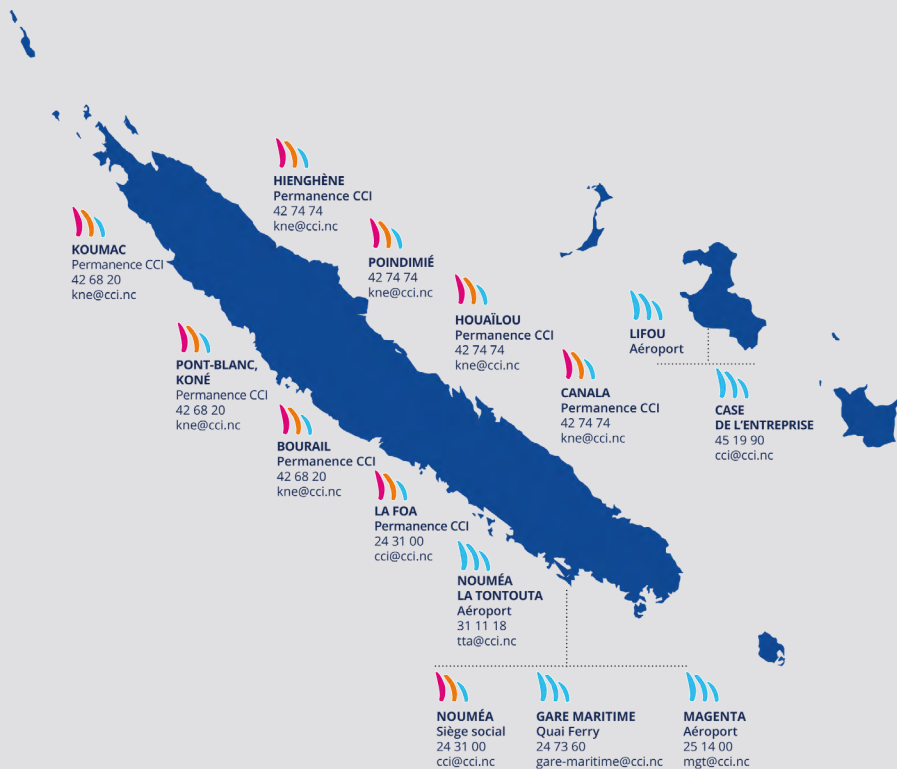 HIENGHÈNE
Permanence CCI
42 74 74
kne@cci.nc
KOUMAC
Permanence CCI
42 68 20
kne@cci.nc
POINDIMIÉ
42 74 74
kne@cci.nc
HOUAÏLOU
Permanence CCI
42 74 74
kne@cci.nc
LIFOU
Aéroport
PONT-BLANC,
KONÉ
Permanence CCI
42 68 20
kne@cci.nc
CANALA
Permanence CCI
42 74 74
kne@cci.nc
CASE
DE L'ENTREPRISE
45 19 90
cci@cci.nc
BOURAIL
Permanence CCI
42 68 20
kne@cci.nc
LA FOA
Permanence CCI
24 31 00
cci@cci.nc
NOUMÉA
LA TONTOUTA
Aéroport
31 11 18
tta@cci.nc
NOUMÉA
Siège social
24 31 00
cci@cci.nc
GARE MARITIME
Quai Ferry
24 73 60
gare-maritime@cci.nc
MAGENTA
Aéroport
25 14 00
mgt@cci.nc